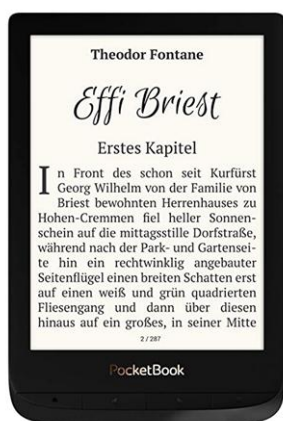 Theodor Fontane
Effi Briest
Erstes Kapitel
In Front des schon seit Kurfürst
Georg Wilhelm von der Familie von
Briest bewohnten Herrenhauses zu
Hohen-Cremmen fiel heller Sonnen-
schein auf die mittagsstille Dorfstraße,
während nach der Park- und Gartensei-
te hin ein rechtwinklig angebauter
Seitenflügel einen breiten Schatten erst
auf einen weiß und grün quadrierten
Fliesengang und dann über diesen
hinaus auf ein großes, in seiner Mitte
2 / 287
PocketBook